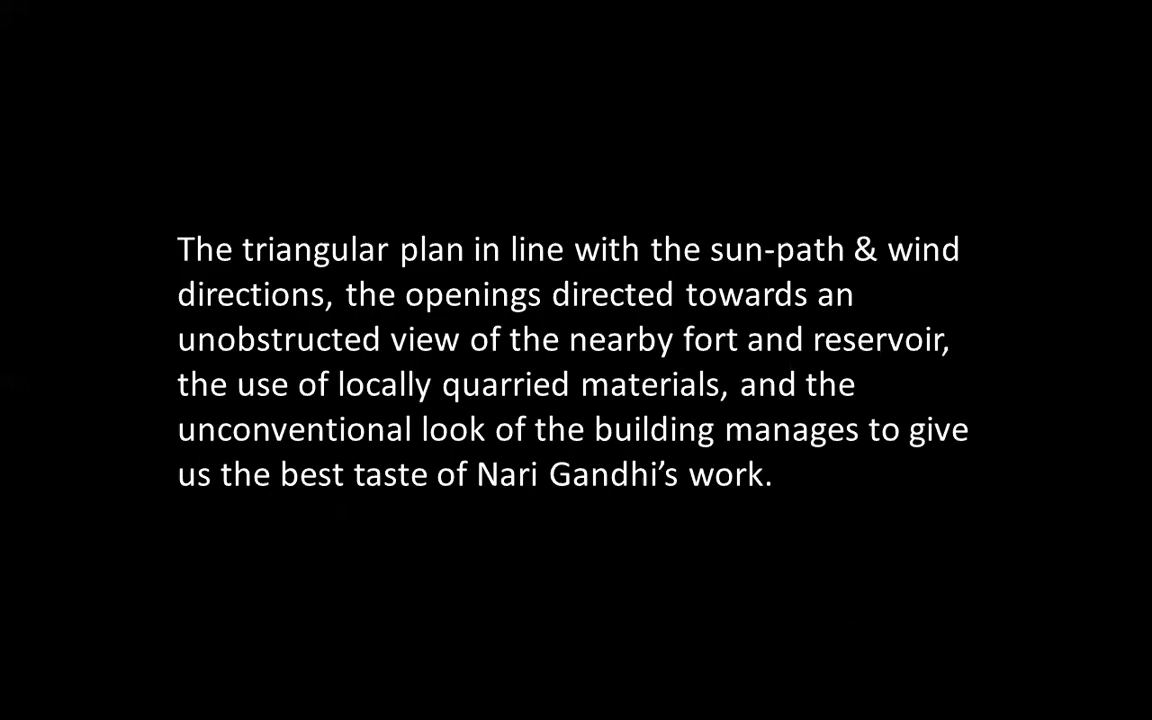 The triangular plan in line with the sun-path & wind
directions, the openings directed towards an
unobstructed view of the nearby fort and reservoir,
the use of locally quarried materials, and the
unconventional look of the building manages to give
us the best taste of Nari Gandhi’s work.